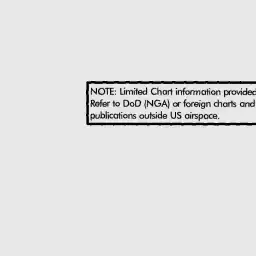 NOTE: Limited Chart information provided
Refer to DoD (NGA) or foreign charts and
publications outside US airspace.